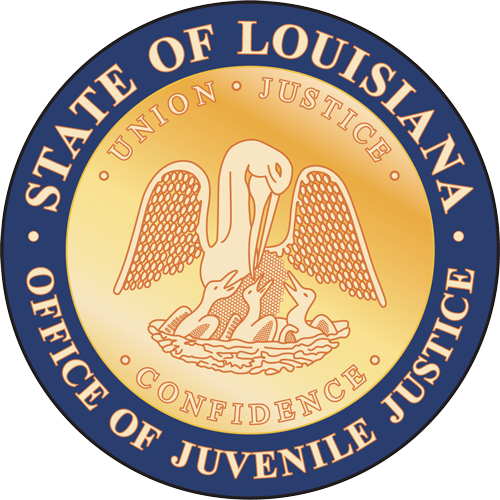 STATE OF LOUISIANA
OFFICE OF JUVENILE JUSTICE
UNION · JUSTICE
CONFIDENCE